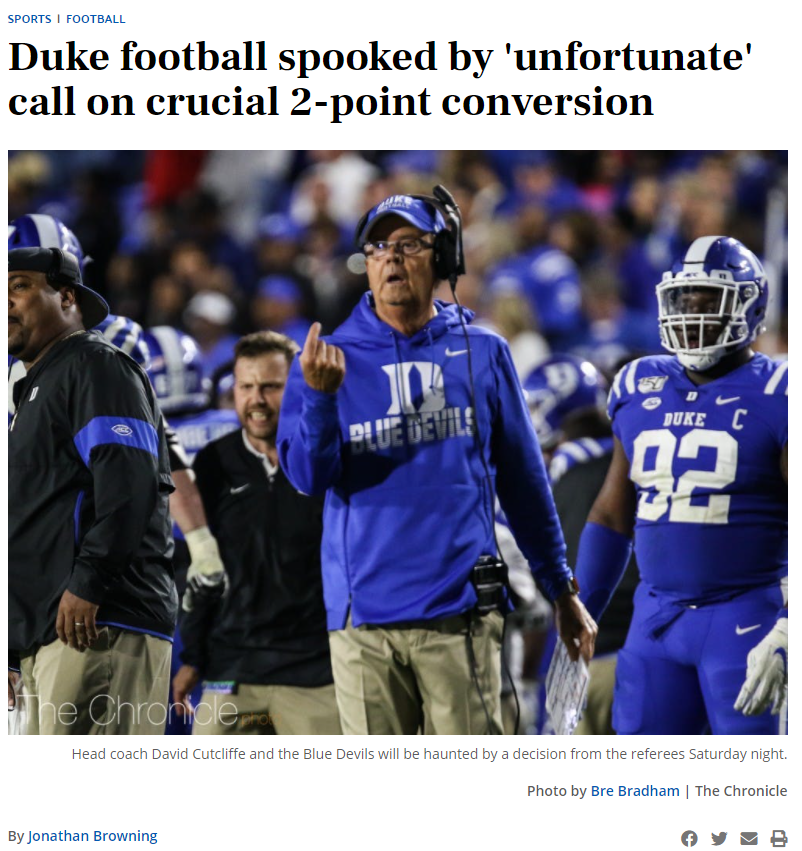 SPORTS | FOOTBALL
Duke football spooked by 'unfortunate'
call on crucial 2-point conversion
DUKE
D
BLUE DEVILS
D
DUKE C
92
The Chronicle photo
Head coach David Cutcliffe and the Blue Devils will be haunted by a decision from the referees Saturday night.
Photo by Bre Bradham | The Chronicle
By Jonathan Browning